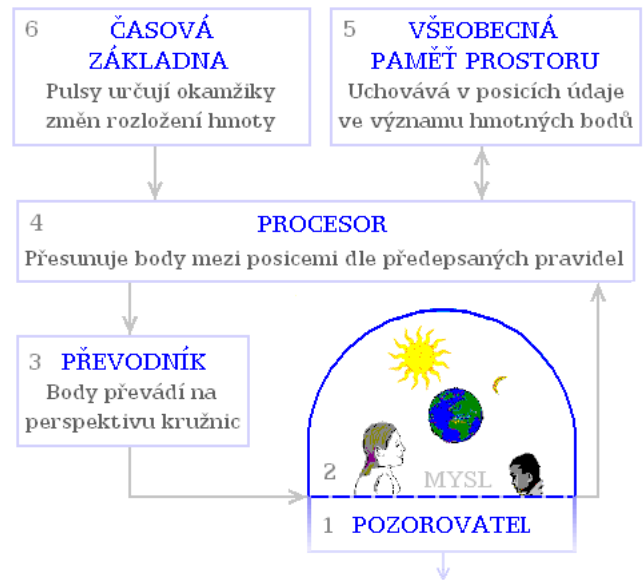 6 ČASOVÁ
ZÁKLADNA
Pulsy určují okamžiky
změn rozložení hmoty
5 VŠEOBECNÁ
PAMĚŤ PROSTORU
Uchovává v posicích údaje
ve významu hmotných bodů
4 PROCESOR
Přesunuje body mezi posicemi dle předepsaných pravidel
3 PŘEVODNÍK
Body převádí na
perspektivu kružnic
2 MYSL
1 POZOROVATEL